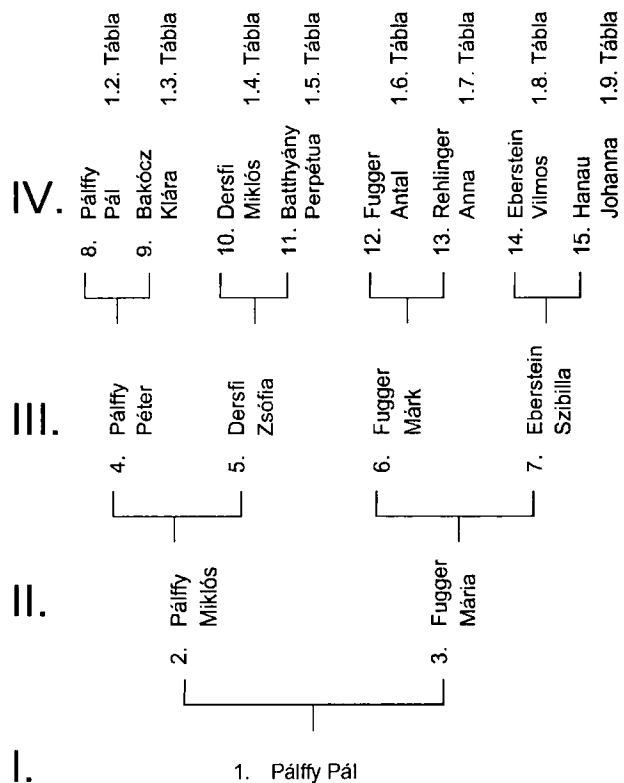 IV.
8. Pálffy
Pál
1.2. Tábla
9. Bakócz
Klára
1.3. Tábla
10. Dersfi
Miklós
1.4. Tábla
11. Batthyány
Perpétua
1.5. Tábla
12. Fugger
Antal
1.6. Tábla
13. Rehlinger
Anna
1.7. Tábla
14. Eberstein
Vilmos
1.8. Tábla
15. Hanau
Johanna
1.9. Tábla
III.
4. Pálffy
Péter
5. Dersfi
Zsófia
6. Fugger
Márk
7. Eberstein
Szibilla
II.
2. Pálffy
Miklós
3. Fugger
Mária
I.
1. Pálffy Pál